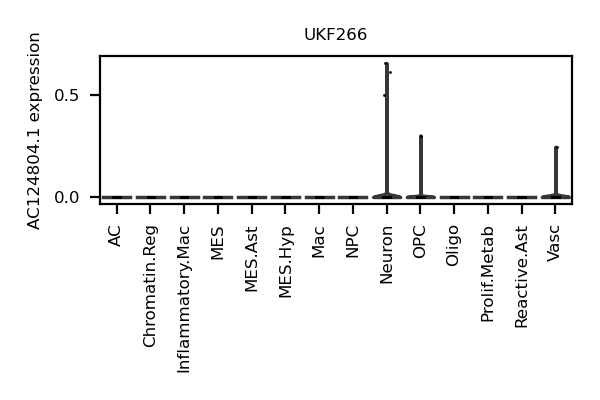 UKF266
AC124804.1 expression
0.5
0.0
AC
Chromatin.Reg
Inflammatory.Mac
MES
MES.Ast
MES.Hyp
Mac
NPC
Neuron
OPC
Oligo
Prolif.Metab
Reactive.Ast
Vasc